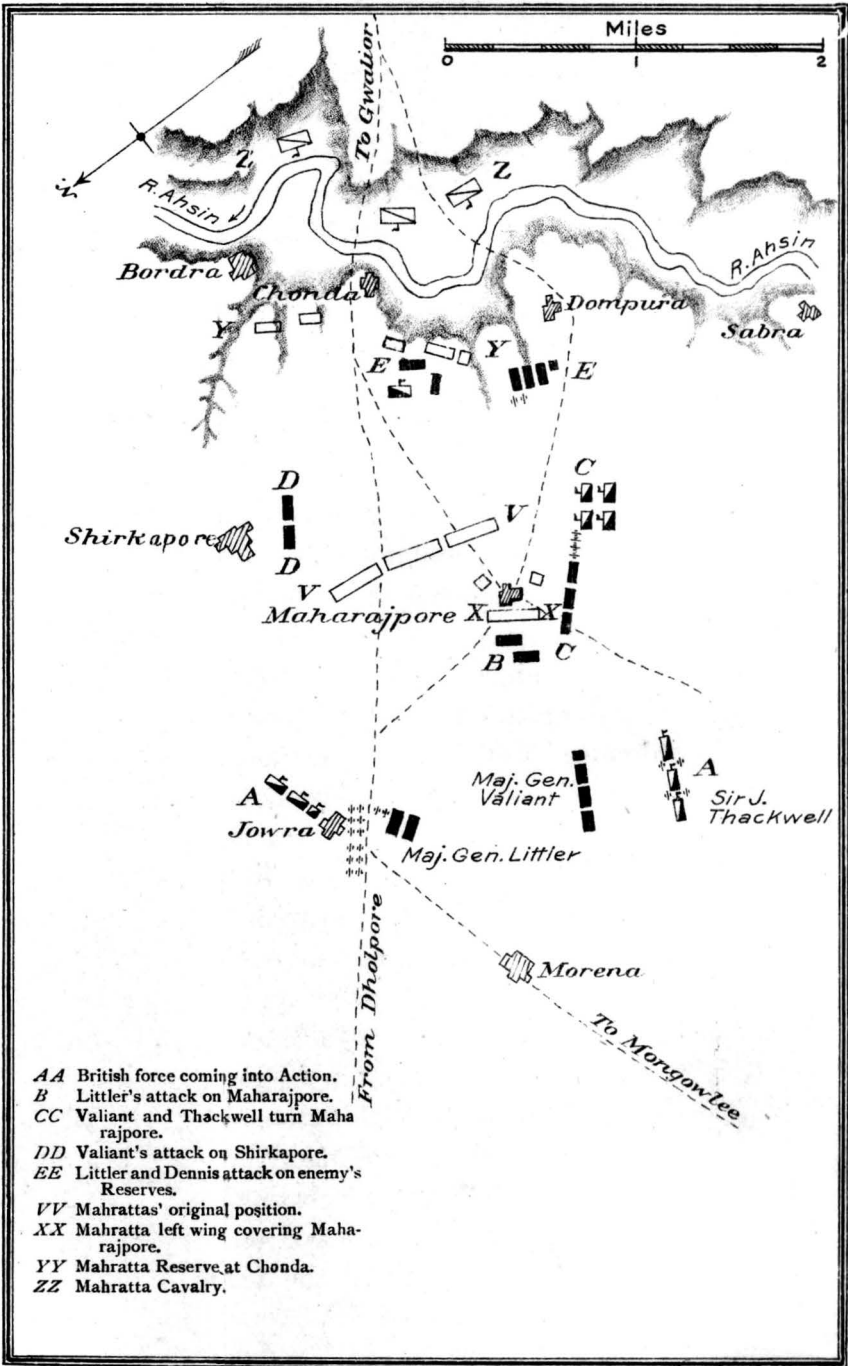 Miles
0 1 2
To Gwalior
N
Z
Z
R. Ahsin
R. Ahsin
Bordra
Chonda
Dompura
Sabra
Y
Y
E
E
C
D
Shirkapore
D
V
V
Maharajpore
X
X
B
C
A
Jowra
Maj. Gen. Littler
Maj. Gen.
Valiant
A
Sir J.
Thackwell
From Dholpore
Morena
To Mongowlee
AA British force coming into Action.
B Littler's attack on Maharajpore.
CC Valiant and Thackwell turn Maha
rajpore.
DD Valiant's attack on Shirkapore.
EE Littler and Dennis attack on enemy's
Reserves.
VV Mahrattas' original position.
XX Mahratta left wing covering Maha-
rajpore.
YY Mahratta Reserve at Chonda.
ZZ Mahratta Cavalry.